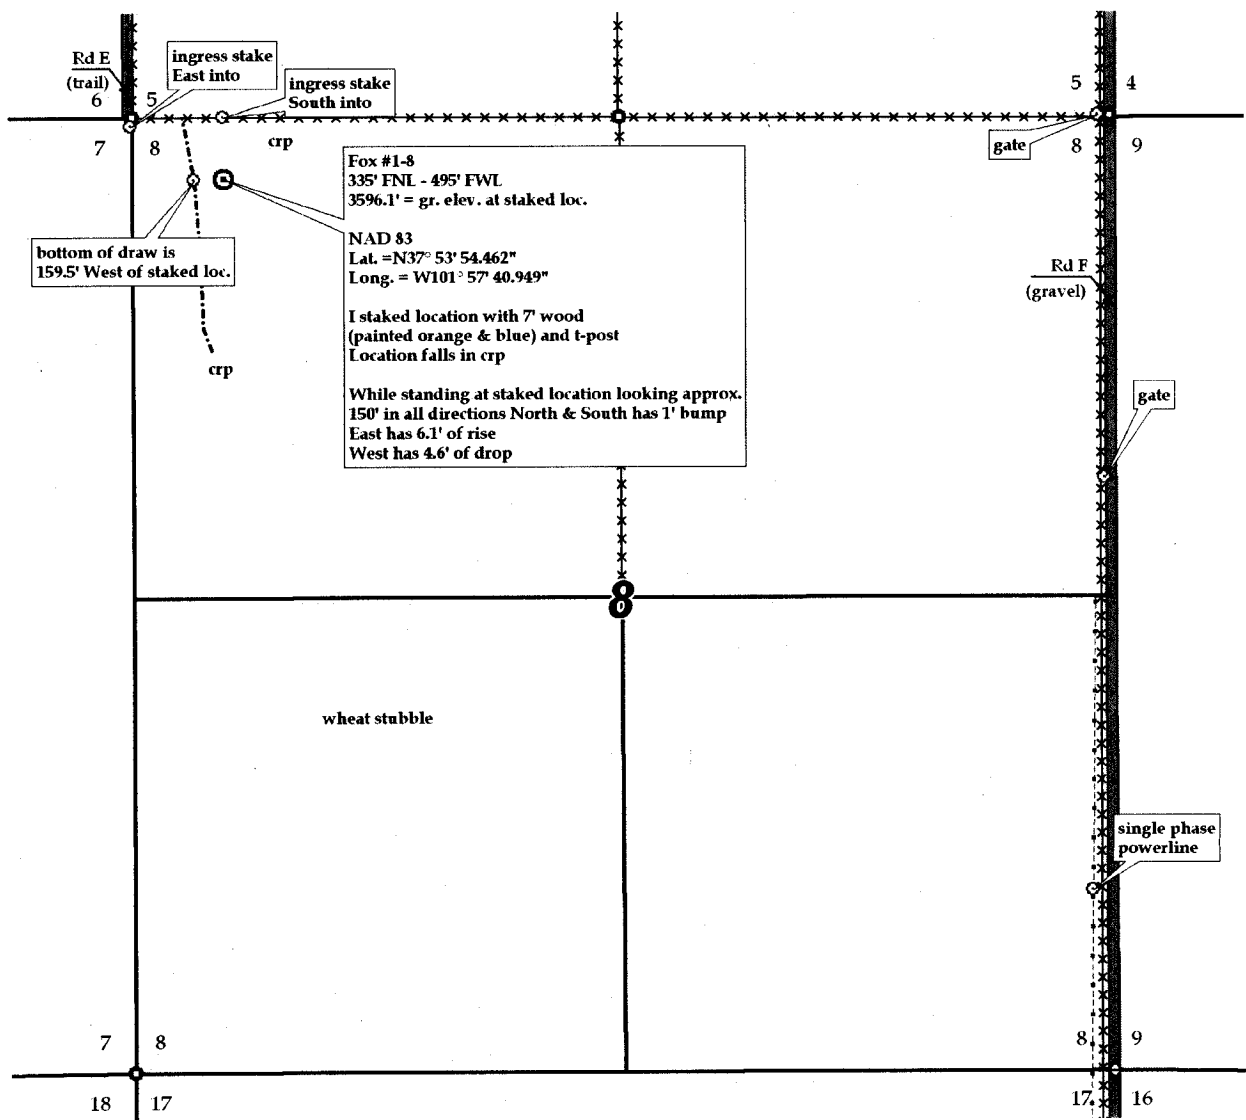 Rd E
(trail)
6
5
7
8
ingress stake
East into
ingress stake
South into
crp
5
4
8
9
gate
Fox #1-8
335' FNL - 495' FWL
3596.1' = gr. elev. at staked loc.
NAD 83
Lat. =N37° 53' 54.462"
Long. = W101° 57' 40.949"
I staked location with 7' wood
(painted orange & blue) and t-post
Location falls in crp
While standing at staked location looking approx.
150' in all directions North & South has 1' bump
East has 6.1' of rise
West has 4.6' of drop
bottom of draw is
159.5' West of staked loc.
crp
Rd F
(gravel)
gate
8
wheat stubble
single phase
powerline
7
8
18
17
8
9
17
16